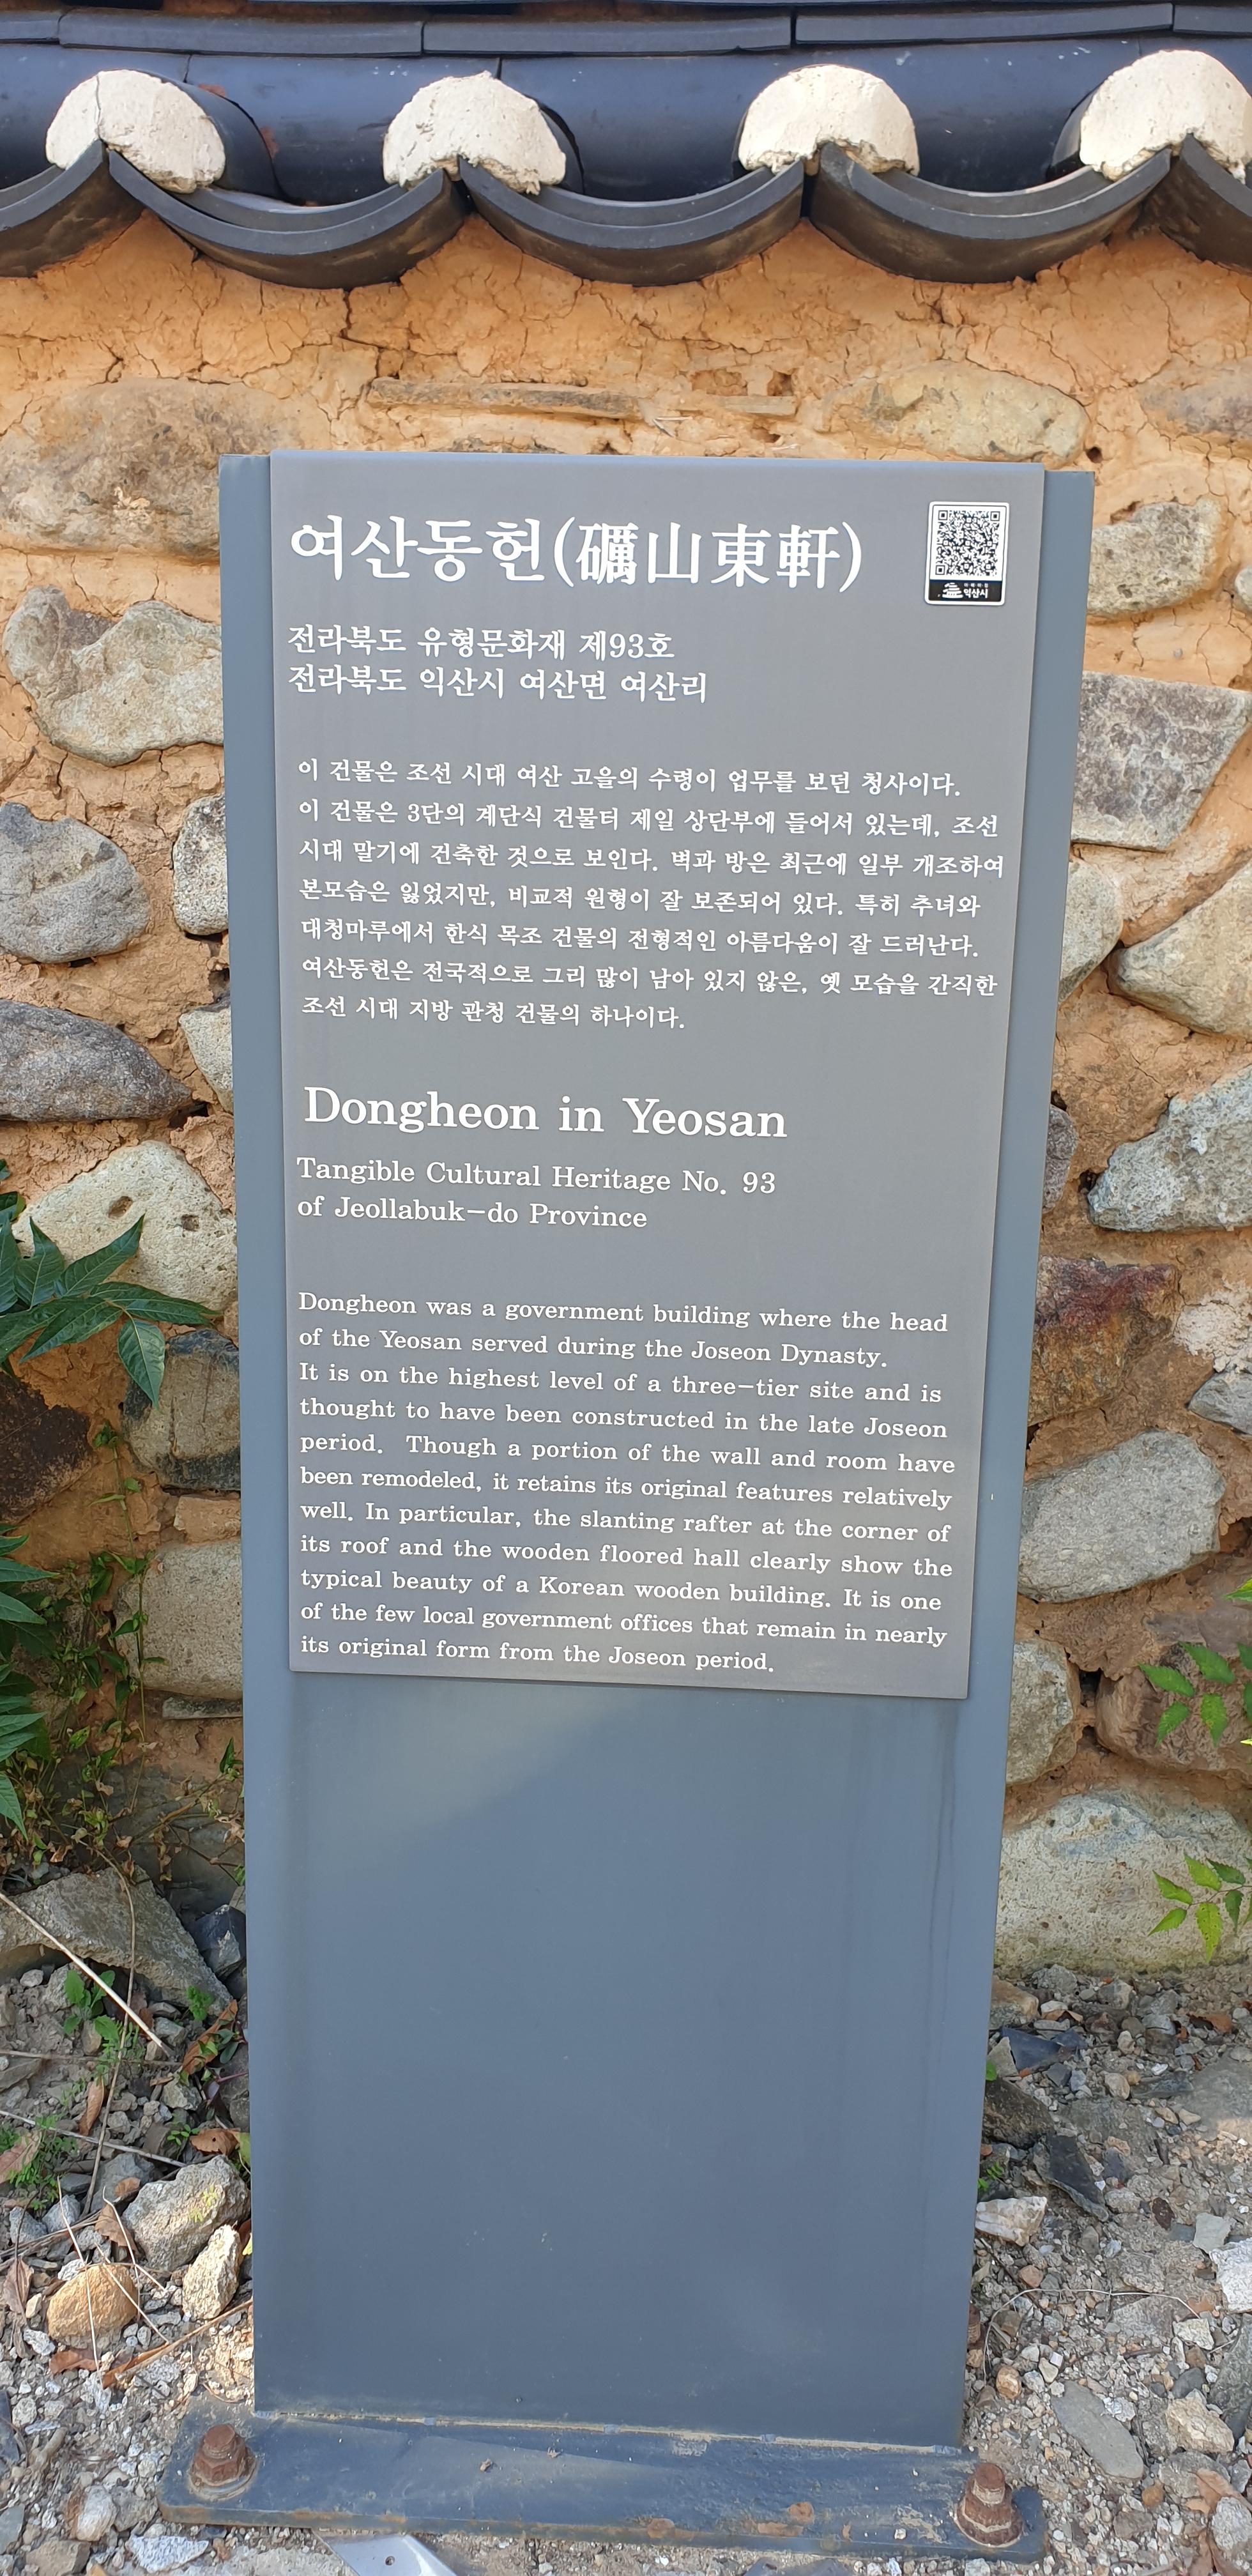 여산동헌(礪山東軒)
익산시
전라북도 유형문화재 제93호
전라북도 익산시 여산면 여산리
이 건물은 조선 시대 여산 고을의 수령이 업무를 보던 청사이다.
이 건물은 3단의 계단식 건물터 제일 상단부에 들어서 있는데, 조선
시대 말기에 건축한 것으로 보인다. 벽과 방은 최근에 일부 개조하여
본모습은 잃었지만, 비교적 원형이 잘 보존되어 있다. 특히 추녀와
대청마루에서 한식 목조 건물의 전형적인 아름다움이 잘 드러난다.
여산동헌은 전국적으로 그리 많이 남아 있지 않은, 옛 모습을 간직한
조선 시대 지방 관청 건물의 하나이다.
Dongheon in Yeosan
Tangible Cultural Heritage No. 93
of Jeollabuk-do Province
Dongheon was a government building where the head
of the Yeosan served during the Joseon Dynasty.
It is on the highest level of a three-tier site and is
thought to have been constructed in the late Joseon
period. Though a portion of the wall and room have
been remodeled, it retains its original features relatively
well. In particular, the slanting rafter at the corner of
its roof and the wooden floored hall clearly show the
typical beauty of a Korean wooden building. It is one
of the few local government offices that remain in nearly
its original form from the Joseon period.